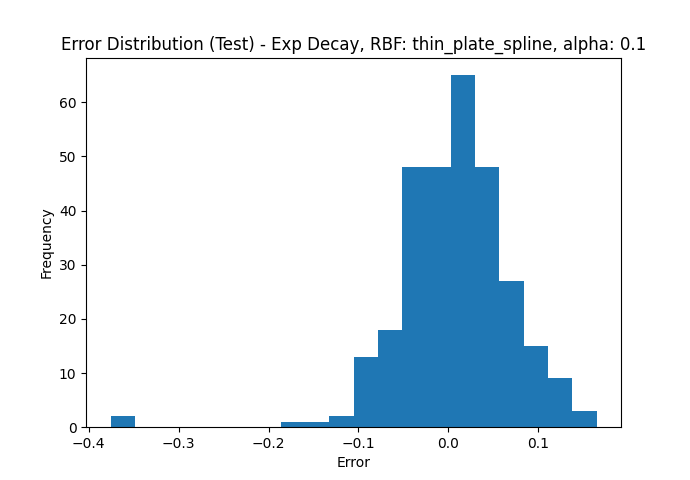 Error Distribution (Test) - Exp Decay, RBF: thin_plate_spline, alpha: 0.1
60
50
40
30
20
10
0
Frequency
−0.4 −0.3 −0.2 −0.1 0.0 0.1
Error